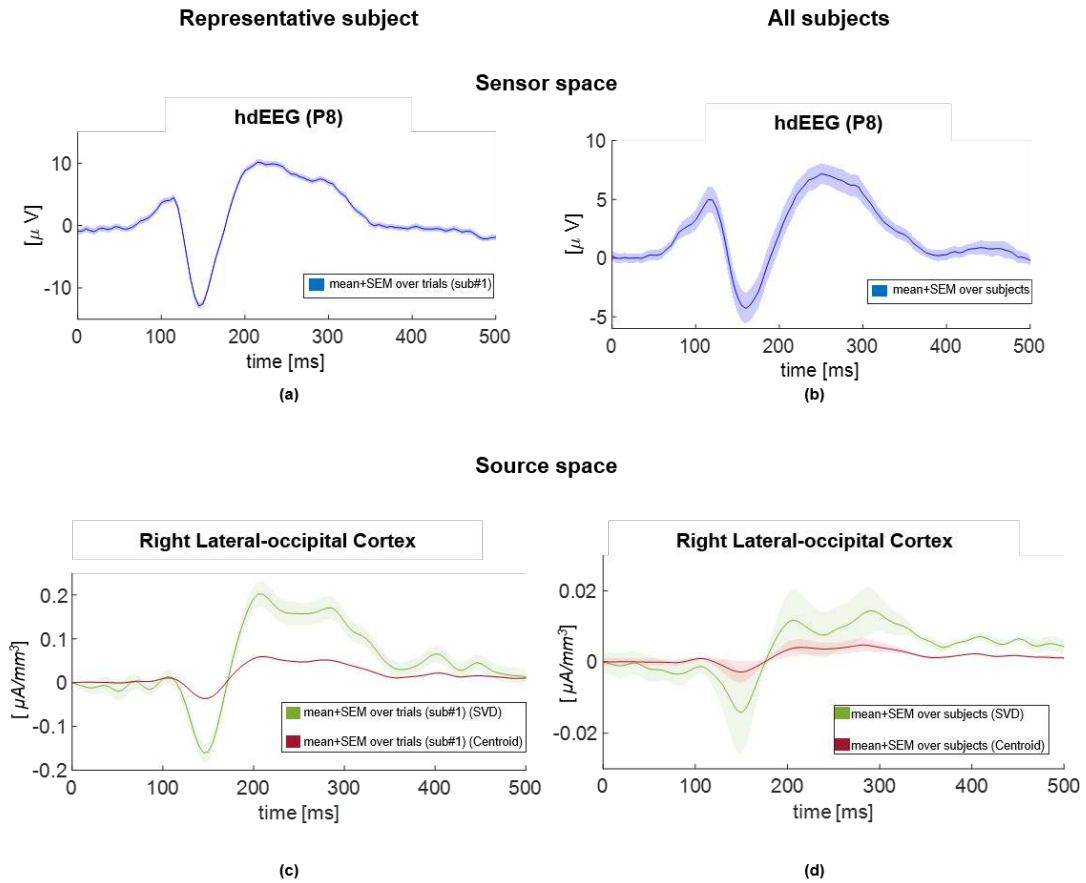 Representative subject
All subjects
Sensor space
hdEEG (P8)
10
0
-10
[μ V]
mean+SEM over trials (sub#1)
0 100 200 300 400 500
time [ms]
(a)
hdEEG (P8)
10
5
0
-5
[μ V]
mean+SEM over subjects
0 100 200 300 400 500
time [ms]
(b)
Source space
Right Lateral-occipital Cortex
0.2
0.1
0
-0.1
-0.2
[ μA/mm³]
mean+SEM over trials (sub#1) (SVD)
mean+SEM over trials (sub#1) (Centroid)
0 100 200 300 400 500
time [ms]
(c)
Right Lateral-occipital Cortex
0.02
0
-0.02
[ μA/mm³]
mean+SEM over subjects (SVD)
mean+SEM over subjects (Centroid)
0 100 200 300 400 500
time [ms]
(d)